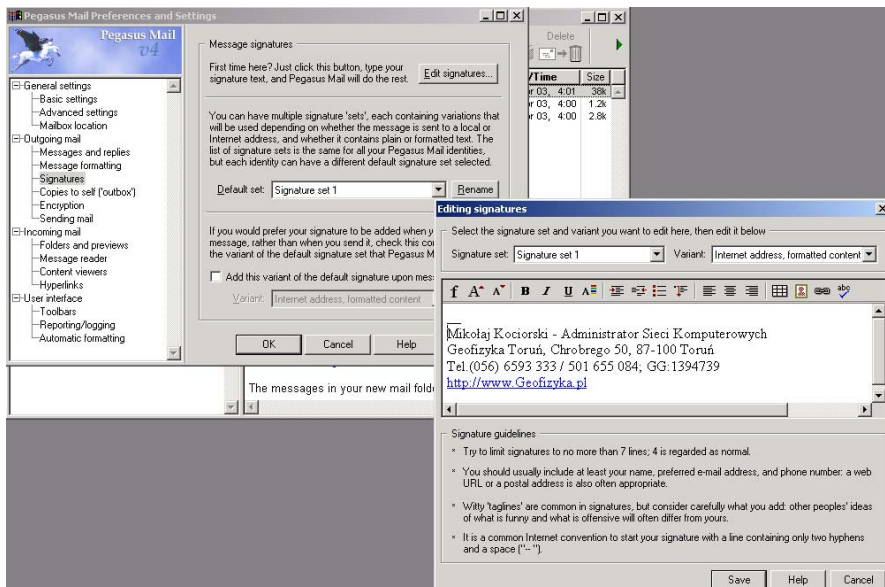 Pegasus Mail Preferences and Settings
Pegasus Mail
v4
General settings
Basic settings
Advanced settings
Mailbox location
Outgoing mail
Messages and replies
Message formatting
Signatures
Copies to self ('outbox')
Encryption
Sending mail
Incoming mail
Folders and previews
Message reader
Content viewers
Hyperlinks
User interface
Toolbars
Reporting/logging
Automatic formatting
Message signatures
First time here? Just click this button, type your
signature text, and Pegasus Mail will do the rest.
Edit signatures...
You can have multiple signature 'sets', each containing variations that
will be used depending on whether the message is sent to a local or
Internet address, and whether it contains plain or formatted text. The
list of signature sets is the same for all your Pegasus Mail identities,
but each identity can have a different default signature set selected.
Default set: Signature set 1
Rename
If you would prefer your signature to be added when y
message, rather than when you send it, check this co
the variant of the default signature set that Pegasus M
Add this variant of the default signature upon mes
Variant: Internet address, formatted content
OK Cancel Help
Delete
/Time Size
r 03, 4:01 38k
r 03, 4:00 1.2k
r 03, 4:00 2.8k
The messages in your new mail folde
Editing signatures
Select the signature set and variant you want to edit here, then edit it below
Signature set: Signature set 1 Variant: Internet address, formatted content
f A A B I U A abc
Mikołaj Kociorski - Administrator Sieci Komputerowych
Geofizyka Toruń, Chrobrego 50, 87-100 Toruń
Tel.(056) 6593 333 / 501 655 084; GG:1394739
http://www.Geofizyka.pl
Signature guidelines
* Try to limit signatures to no more than 7 lines; 4 is regarded as normal.
* You should usually include at least your name, preferred e-mail address, and phone number: a web
URL or a postal address is also often appropriate.
* Witty 'taglines' are common in signatures, but consider carefully what you add: other peoples' ideas
of what is funny and what is offensive will often differ from yours.
* It is a common Internet convention to start your signature with a line containing only two hyphens
and a space ("-- ").
Save Help Cancel